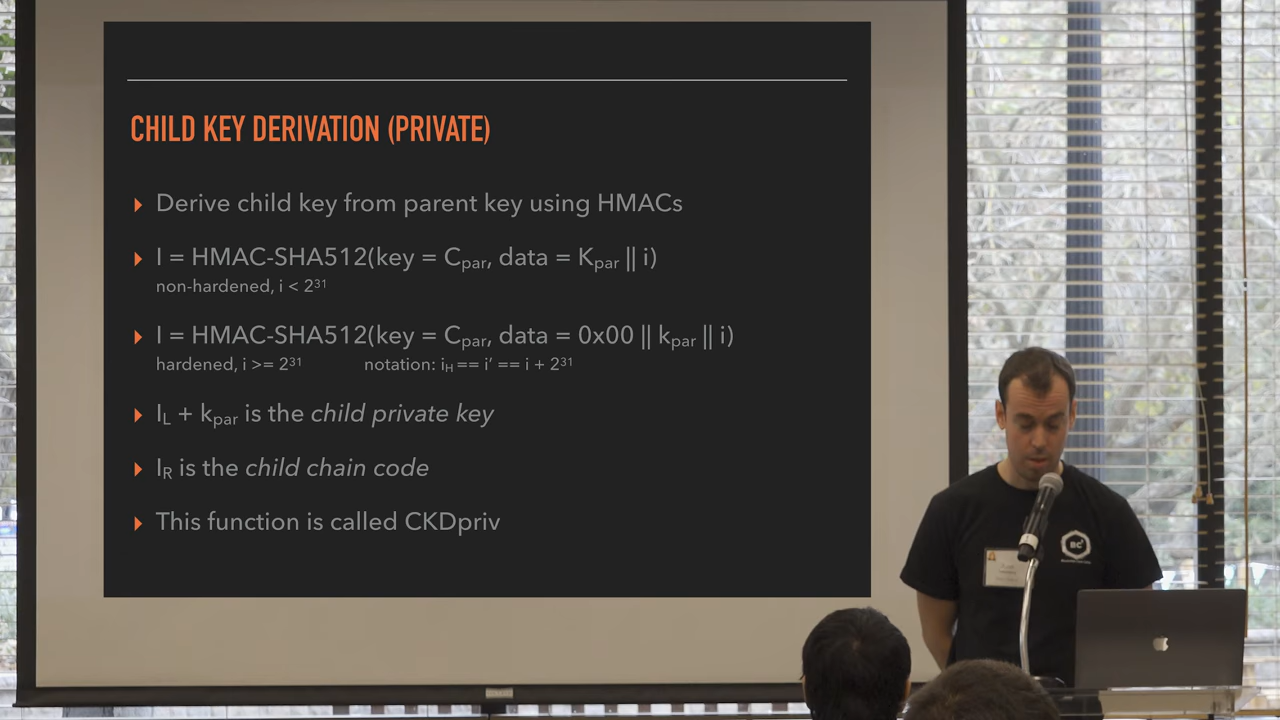 CHILD KEY DERIVATION (PRIVATE)
Derive child key from parent key using HMACs
I = HMAC-SHA512(key = Cpar, data = Kpar || i)
non-hardened, i < 2³¹
I = HMAC-SHA512(key = Cpar, data = 0x00 || kpar || i)
hardened, i >= 2³¹ notation: iH == i’ == i + 2³¹
IL + kpar is the child private key
IR is the child chain code
This function is called CKDpriv